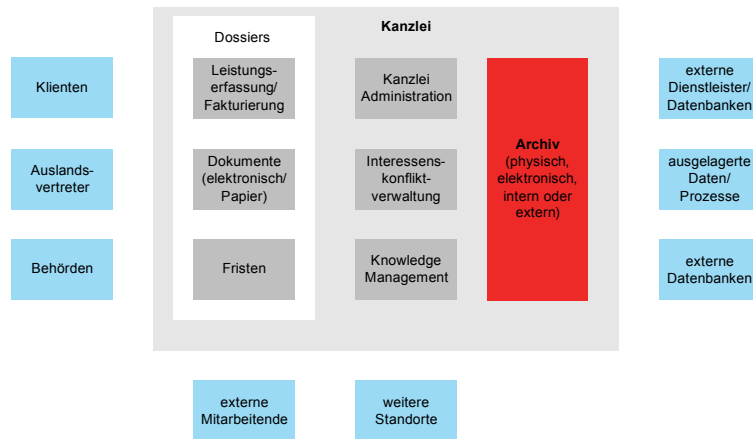 Kanzlei
Dossiers
Klienten
Auslands-
vertreter
Behörden
Leistungs-
erfassung/
Fakturierung
Dokumente
(elektronisch/
Papier)
Fristen
Kanzlei
Administration
Interessens-
konflikt-
verwaltung
Knowledge
Management
Archiv
(physisch,
elektronisch,
intern oder
extern)
externe
Dienstleister/
Datenbanken
ausgelagerte
Daten/
Prozesse
externe
Datenbanken
externe
Mitarbeitende
weitere
Standorte